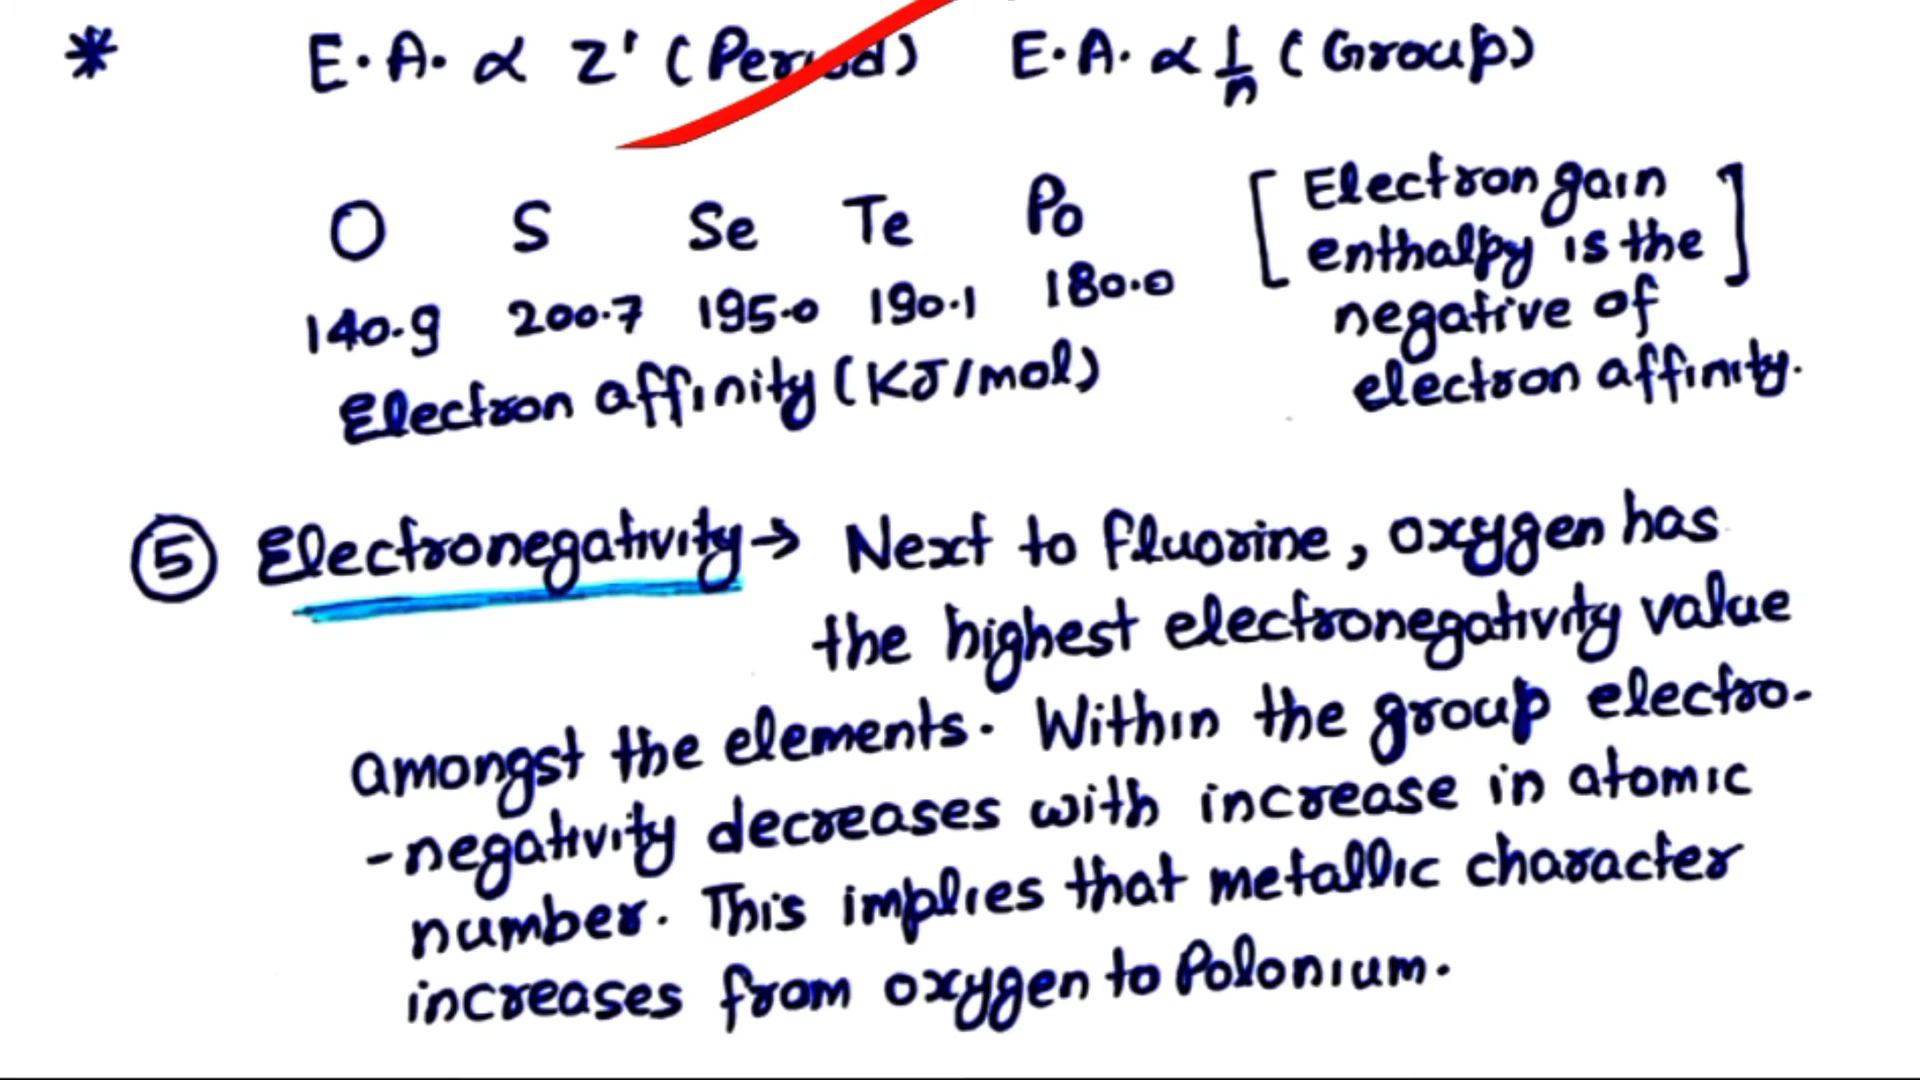 * E.A. ∝ Z' (Period) E.A. ∝ 1/n (Group)
O S Se Te Po
140.9 200.7 195.0 190.1 180.0
Electron affinity (KJ/mol)
[Electron gain
enthalpy is the]
negative of
electron affinity.
⑤ Electronegativity → Next to fluorine, oxygen has
the highest electronegativity value
amongst the elements. Within the group electro-
-negativity decreases with increase in atomic
number. This implies that metallic character
increases from oxygen to Polonium.